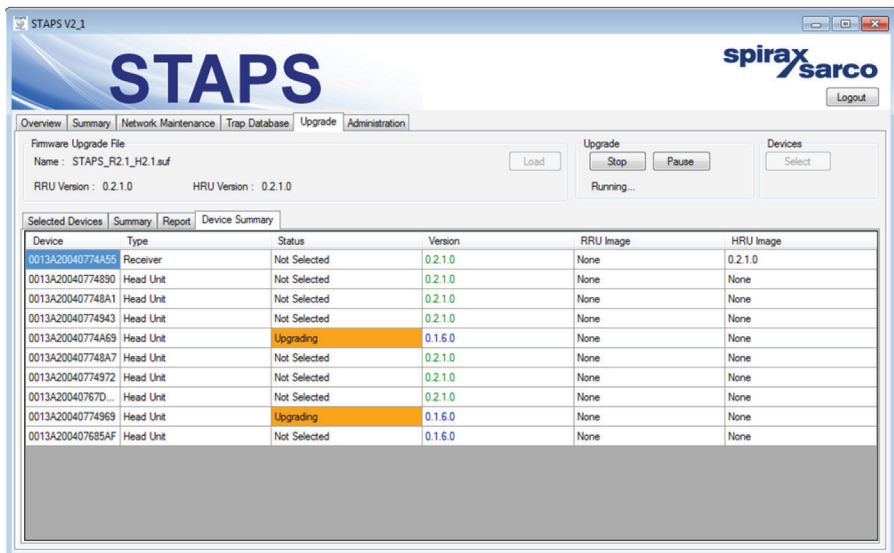 STAPS V2_1
STAPS
spirax
sarco
Logout
Overview Summary Network Maintenance Trap Database Upgrade Administration
Firmware Upgrade File
Name : STAPS_R2.1_H2.1.suf
Load
RRU Version : 0.2.1.0 HRU Version : 0.2.1.0
Upgrade
Stop Pause
Running...
Devices
Select
Selected Devices Summary Report Device Summary
Device Type Status Version RRU Image HRU Image
0013A20040774A55 Receiver Not Selected 0.2.1.0 None 0.2.1.0
0013A20040774890 Head Unit Not Selected 0.2.1.0 None None
0013A200407748A1 Head Unit Not Selected 0.2.1.0 None None
0013A20040774943 Head Unit Not Selected 0.2.1.0 None None
0013A20040774A69 Head Unit Upgrading 0.1.6.0 None None
0013A200407748A7 Head Unit Not Selected 0.2.1.0 None None
0013A20040774972 Head Unit Not Selected 0.2.1.0 None None
0013A20040767D... Head Unit Not Selected 0.2.1.0 None None
0013A20040774969 Head Unit Upgrading 0.1.6.0 None None
0013A200407685AF Head Unit Not Selected 0.1.6.0 None None